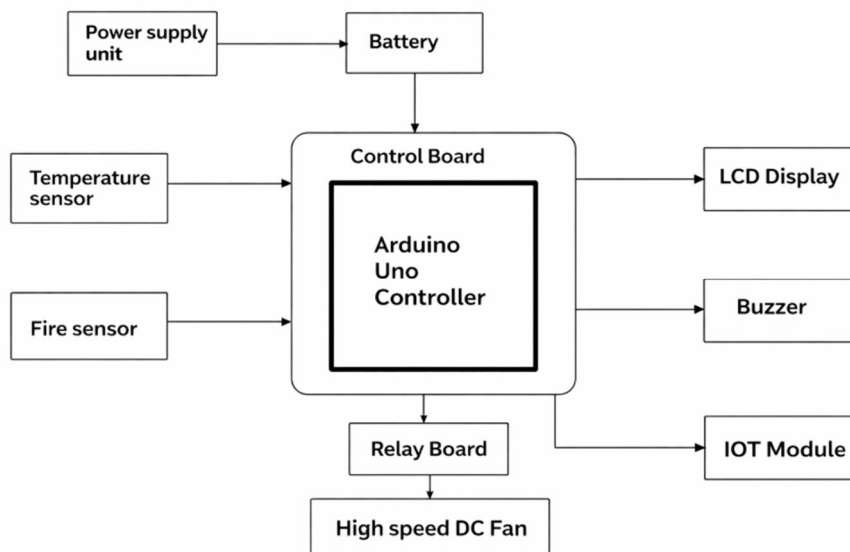 Power supply
unit
Battery
Control Board
Temperature
sensor
LCD Display
Arduino
Uno
Controller
Fire sensor
Buzzer
Relay Board
IOT Module
High speed DC Fan